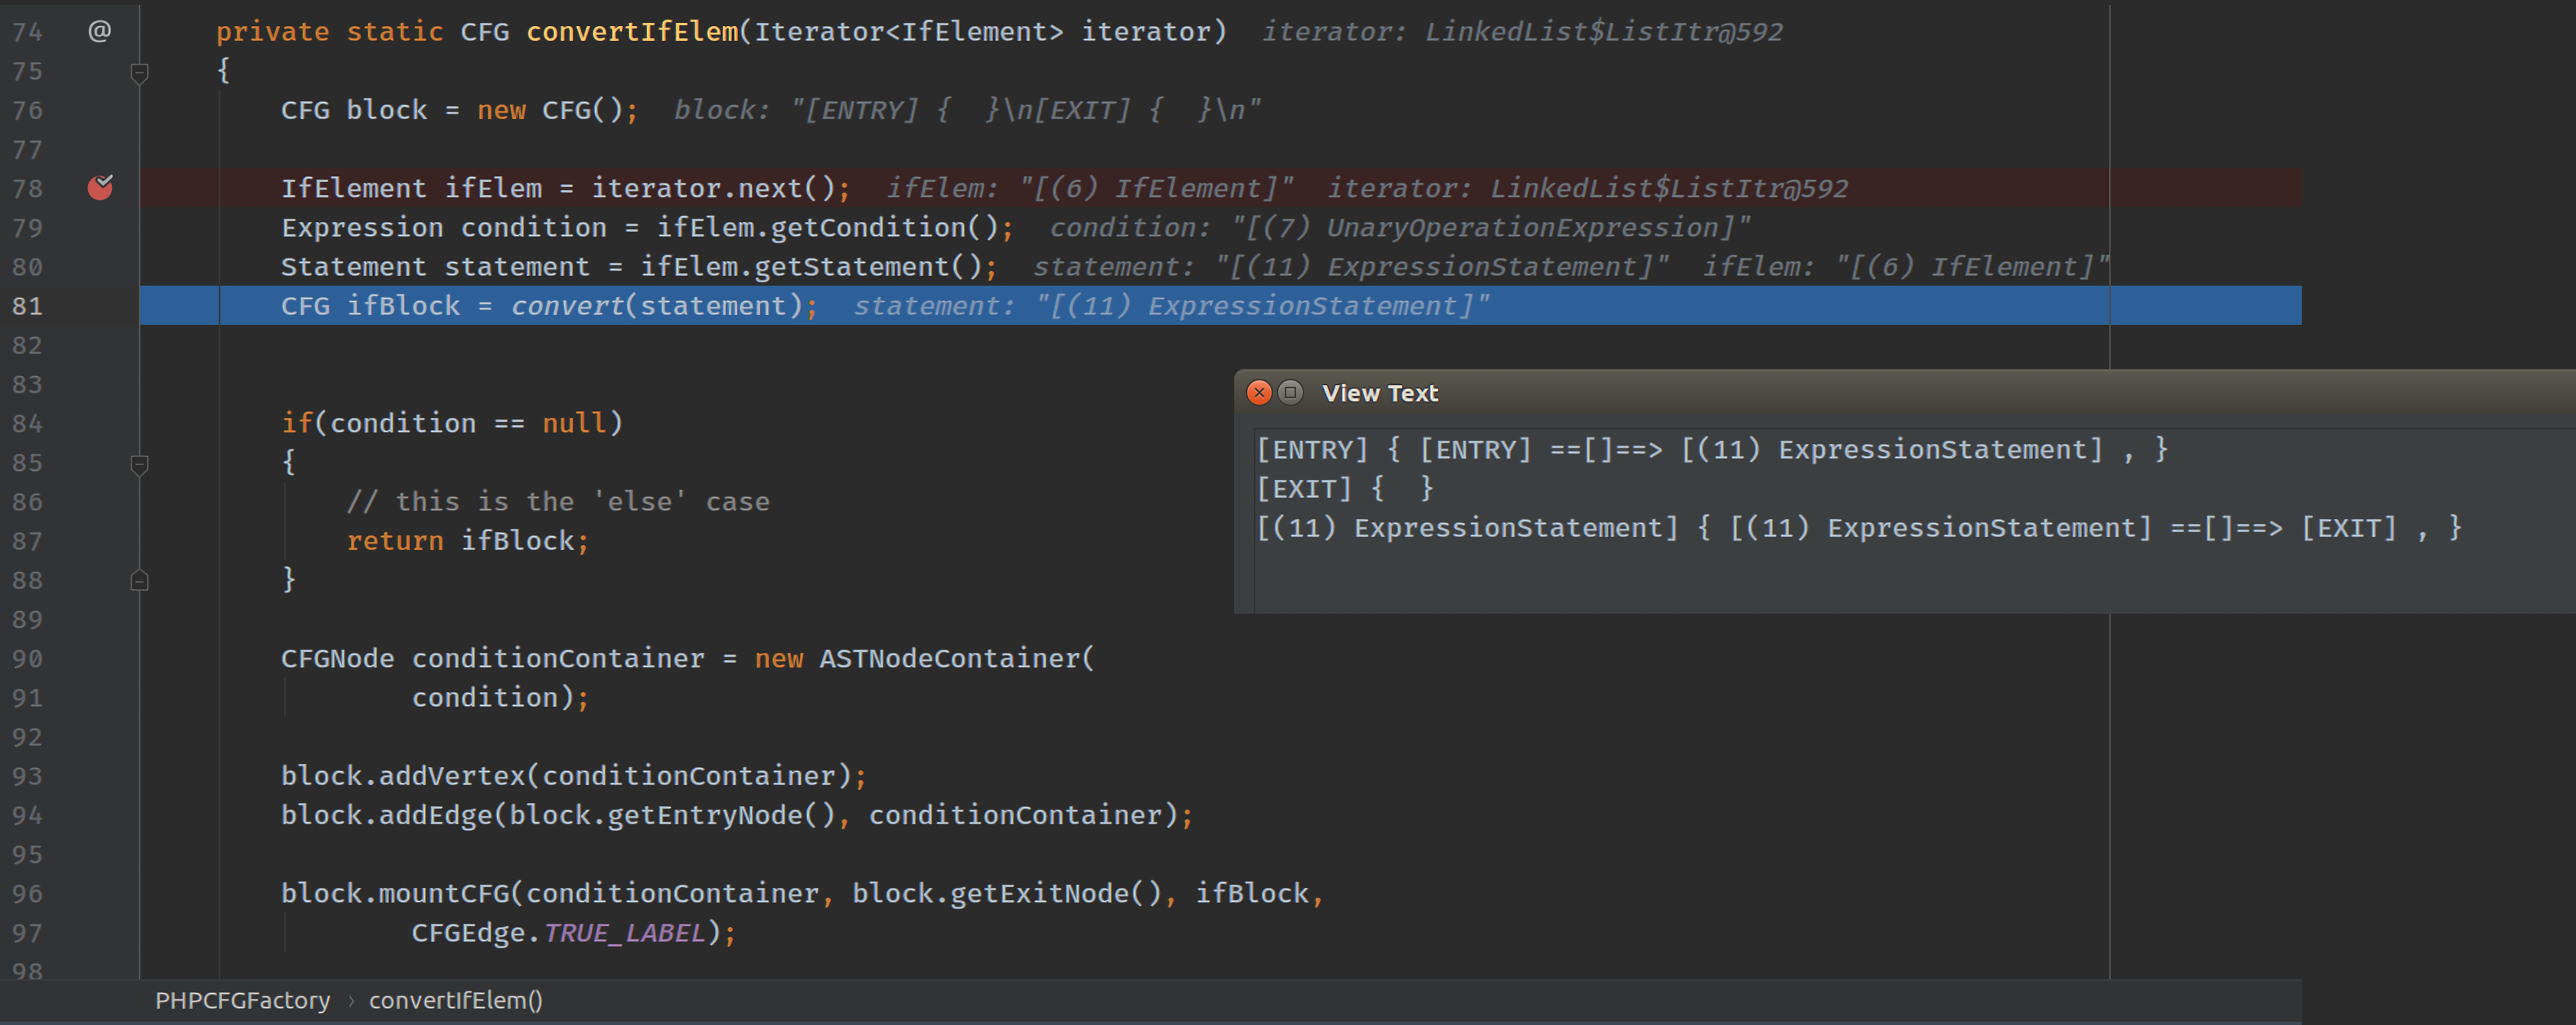 74 @ private static CFG convertIfElem(Iterator<IfElement> iterator) iterator: LinkedList$ListItr@592
75 {
76 CFG block = new CFG(); block: "[ENTRY] {  }\n[EXIT] {  }\n"
77
78 IfElement ifElem = iterator.next(); ifElem: "[(6) IfElement]" iterator: LinkedList$ListItr@592
79 Expression condition = ifElem.getCondition(); condition: "[(7) UnaryOperationExpression]"
80 Statement statement = ifElem.getStatement(); statement: "[(11) ExpressionStatement]" ifElem: "[(6) IfElement]"
81 CFG ifBlock = convert(statement); statement: "[(11) ExpressionStatement]"
82
83
84 if(condition == null)
85 {
86 // this is the 'else' case
87 return ifBlock;
88 }
89
90 CFGNode conditionContainer = new ASTNodeContainer(
91 condition);
92
93 block.addVertex(conditionContainer);
94 block.addEdge(block.getEntryNode(), conditionContainer);
95
96 block.mountCFG(conditionContainer, block.getExitNode(), ifBlock,
97 CFGEdge.TRUE_LABEL);
98
View Text
[ENTRY] { [ENTRY] ==[]==> [(11) ExpressionStatement] , }
[EXIT] {  }
[(11) ExpressionStatement] { [(11) ExpressionStatement] ==[]==> [EXIT] , }
PHPCFGFactory › convertIfElem()